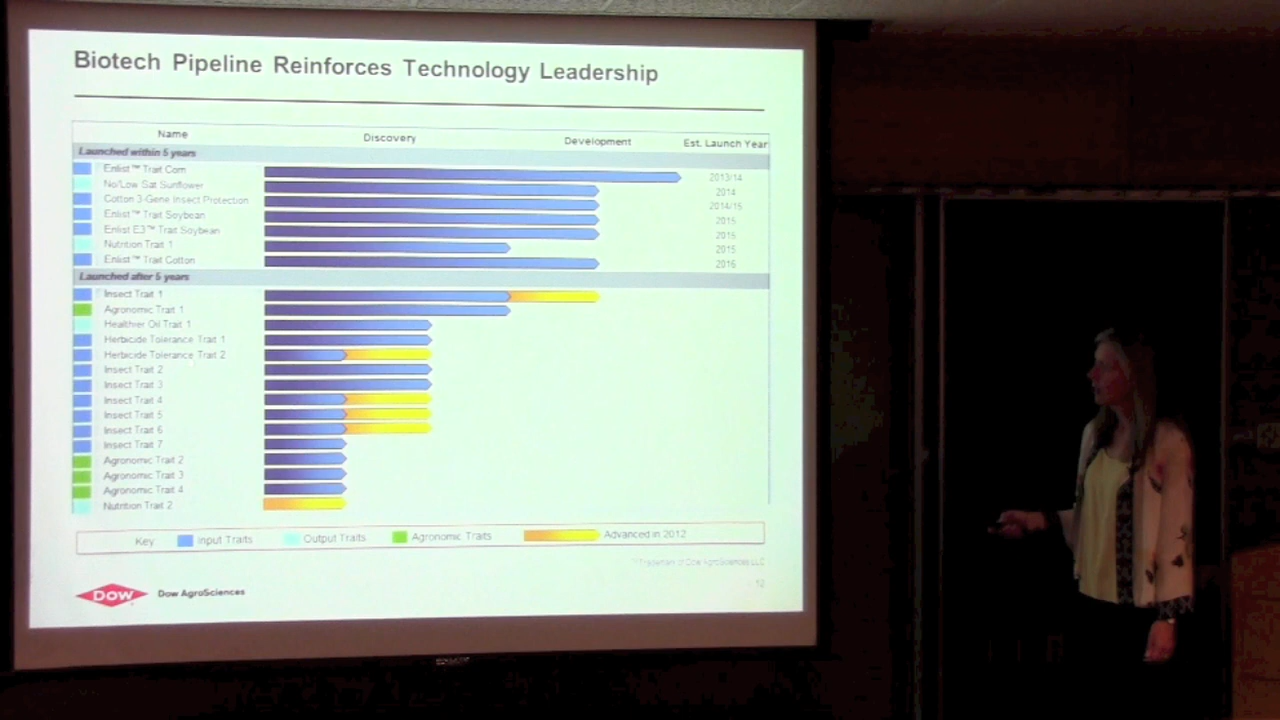 Biotech Pipeline Reinforces Technology Leadership
Name Discovery Development Est. Launch Year
Launched within 5 years
Enlist™ Trait Corn 2013/14
No/Low Sat Sunflower 2014
Cotton 3-Gene Insect Protection 2014/15
Enlist™ Trait Soybean 2015
Enlist E3™ Trait Soybean 2015
Nutrition Trait 1 2015
Enlist™ Trait Cotton 2016
Launched after 5 years
Insect Trait 1
Agronomic Trait 1
Healthier Oil Trait 1
Herbicide Tolerance Trait 1
Herbicide Tolerance Trait 2
Insect Trait 2
Insect Trait 3
Insect Trait 4
Insect Trait 5
Insect Trait 6
Insect Trait 7
Agronomic Trait 2
Agronomic Trait 3
Agronomic Trait 4
Nutrition Trait 2
Key Input Traits Output Traits Agronomic Traits Advanced in 2012
™Trademark of Dow AgroSciences LLC
12
DOW Dow AgroSciences